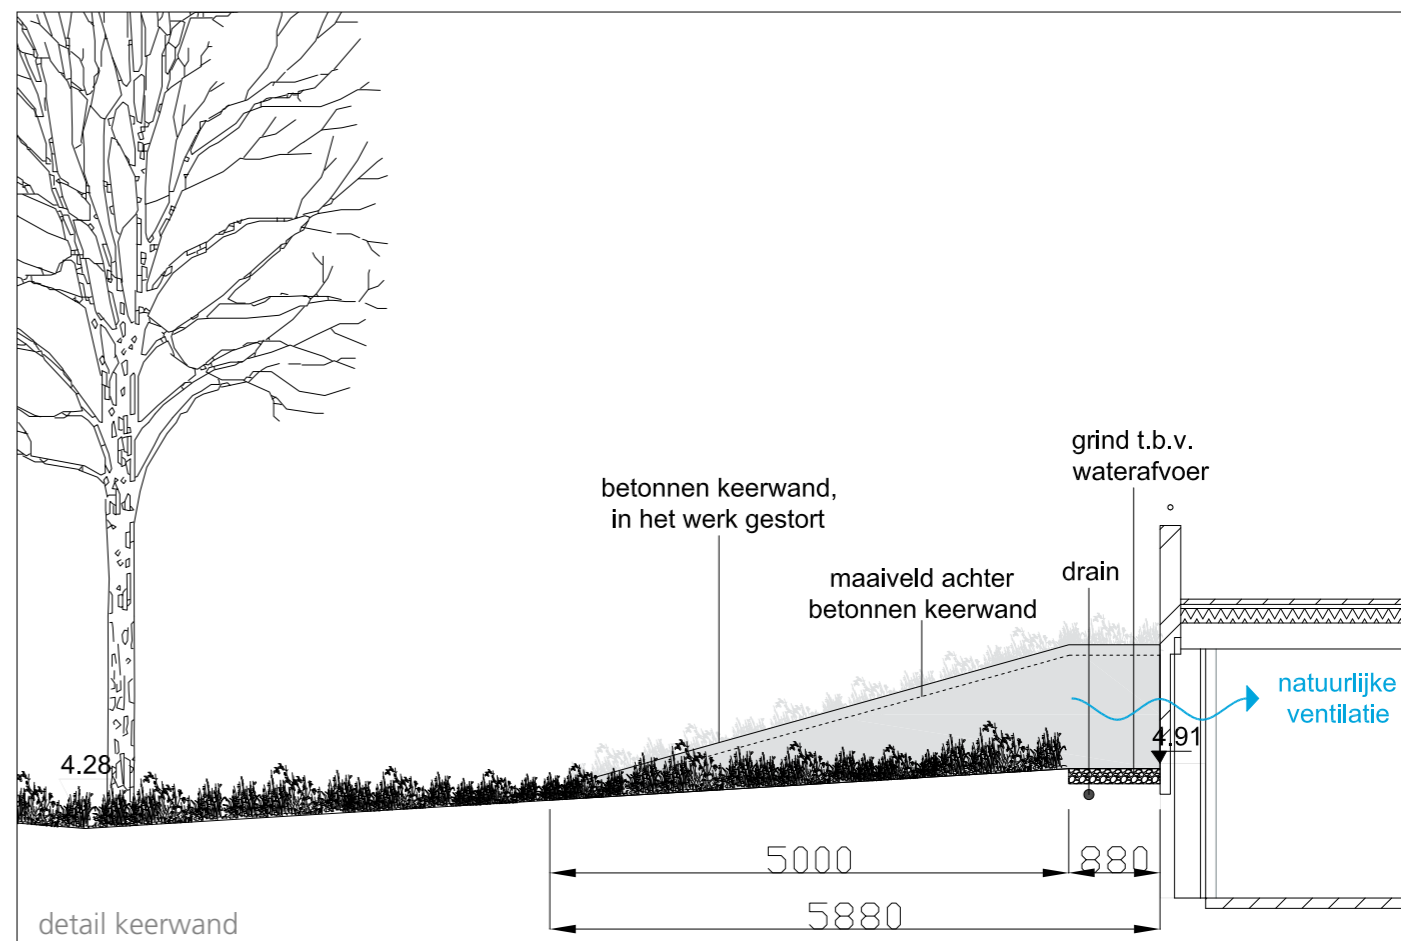 grind t.b.v.
waterafvoer
betonnen keerwand,
in het werk gestort
maaiveld achter
betonnen keerwand
drain
natuurlijke
ventilatie
4.91
4.28
5000
880
5880
detail keerwand